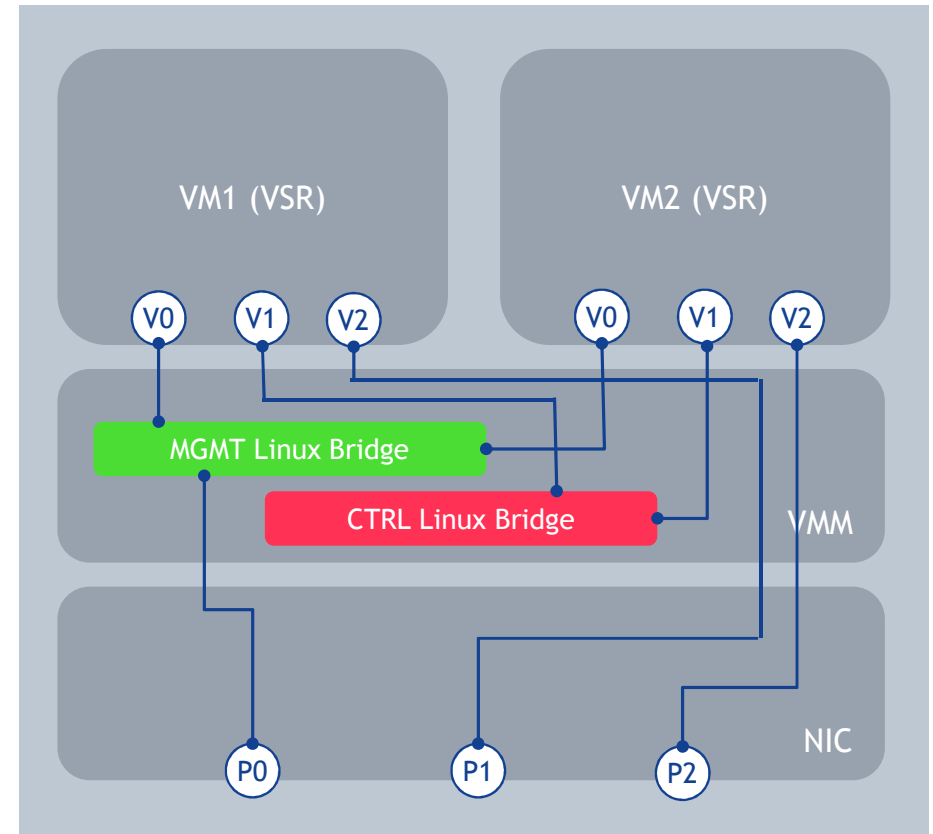 VM1 (VSR)
VM2 (VSR)
V0
V1
V2
V0
V1
V2
MGMT Linux Bridge
CTRL Linux Bridge
VMM
NIC
P0
P1
P2